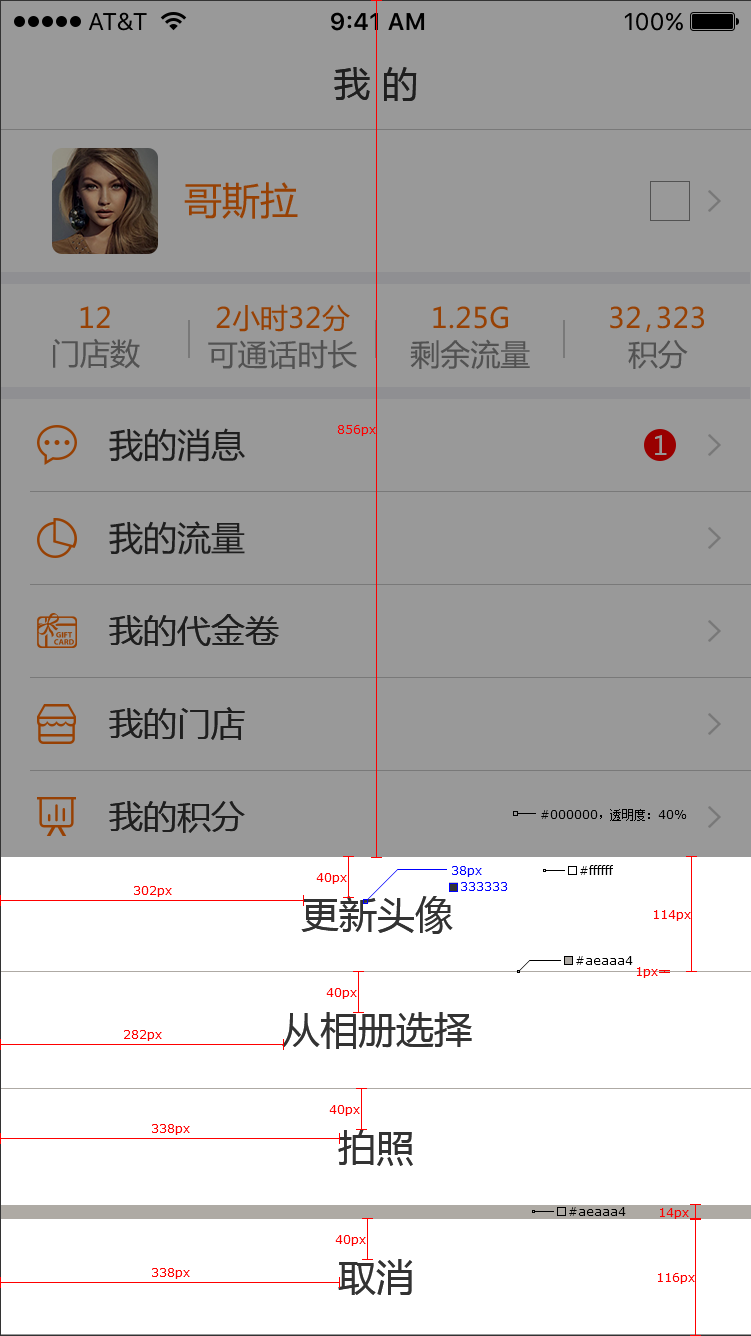 AT&T 9:41 AM 100%
我 的
哥斯拉
12 2小时32分 1.25G 32,323
门店数 可通话时长 剩余流量 积分
856px
我的消息 1
我的流量
GIFT
CARD
我的代金卷
我的门店
我的积分 #000000，透明度：40%
40px 38px #ffffff
302px 333333
更新头像 114px
#aeaaa4
1px
40px
从相册选择
282px
40px
338px
拍照
#aeaaa4 14px
40px
338px 取消 116px